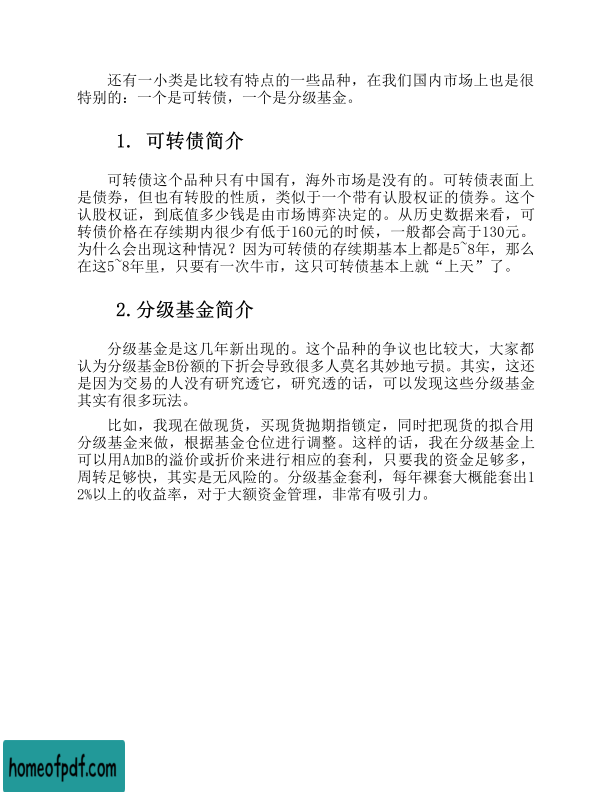 还有一小类是比较有特点的一些品种，在我们国内市场上也是很
特别的：一个是可转债，一个是分级基金。
1. 可转债简介
可转债这个品种只有中国有，海外市场是没有的。可转债表面上
是债券，但也有转股的性质，类似于一个带有认股权证的债券。这个
认股权证，到底值多少钱是由市场博弈决定的。从历史数据来看，可
转债价格在存续期内很少有低于160元的时候，一般都会高于130元。
为什么会出现这种情况？因为可转债的存续期基本上都是5~8年，那么
在这5~8年里，只要有一次牛市，这只可转债基本上就“上天”了。
2.分级基金简介
分级基金是这几年新出现的。这个品种的争议也比较大，大家都
认为分级基金B份额的下折会导致很多人莫名其妙地亏损。其实，这还
是因为交易的人没有研究透它，研究透的话，可以发现这些分级基金
其实有很多玩法。
比如，我现在做现货，买现货抛期指锁定，同时把现货的拟合用
分级基金来做，根据基金仓位进行调整。这样的话，我在分级基金上
可以用A加B的溢价或折价来进行相应的套利，只要我的资金足够多，
周转足够快，其实是无风险的。分级基金套利，每年裸套大概能套出1
2%以上的收益率，对于大额资金管理，非常有吸引力。
homeofpdf.com